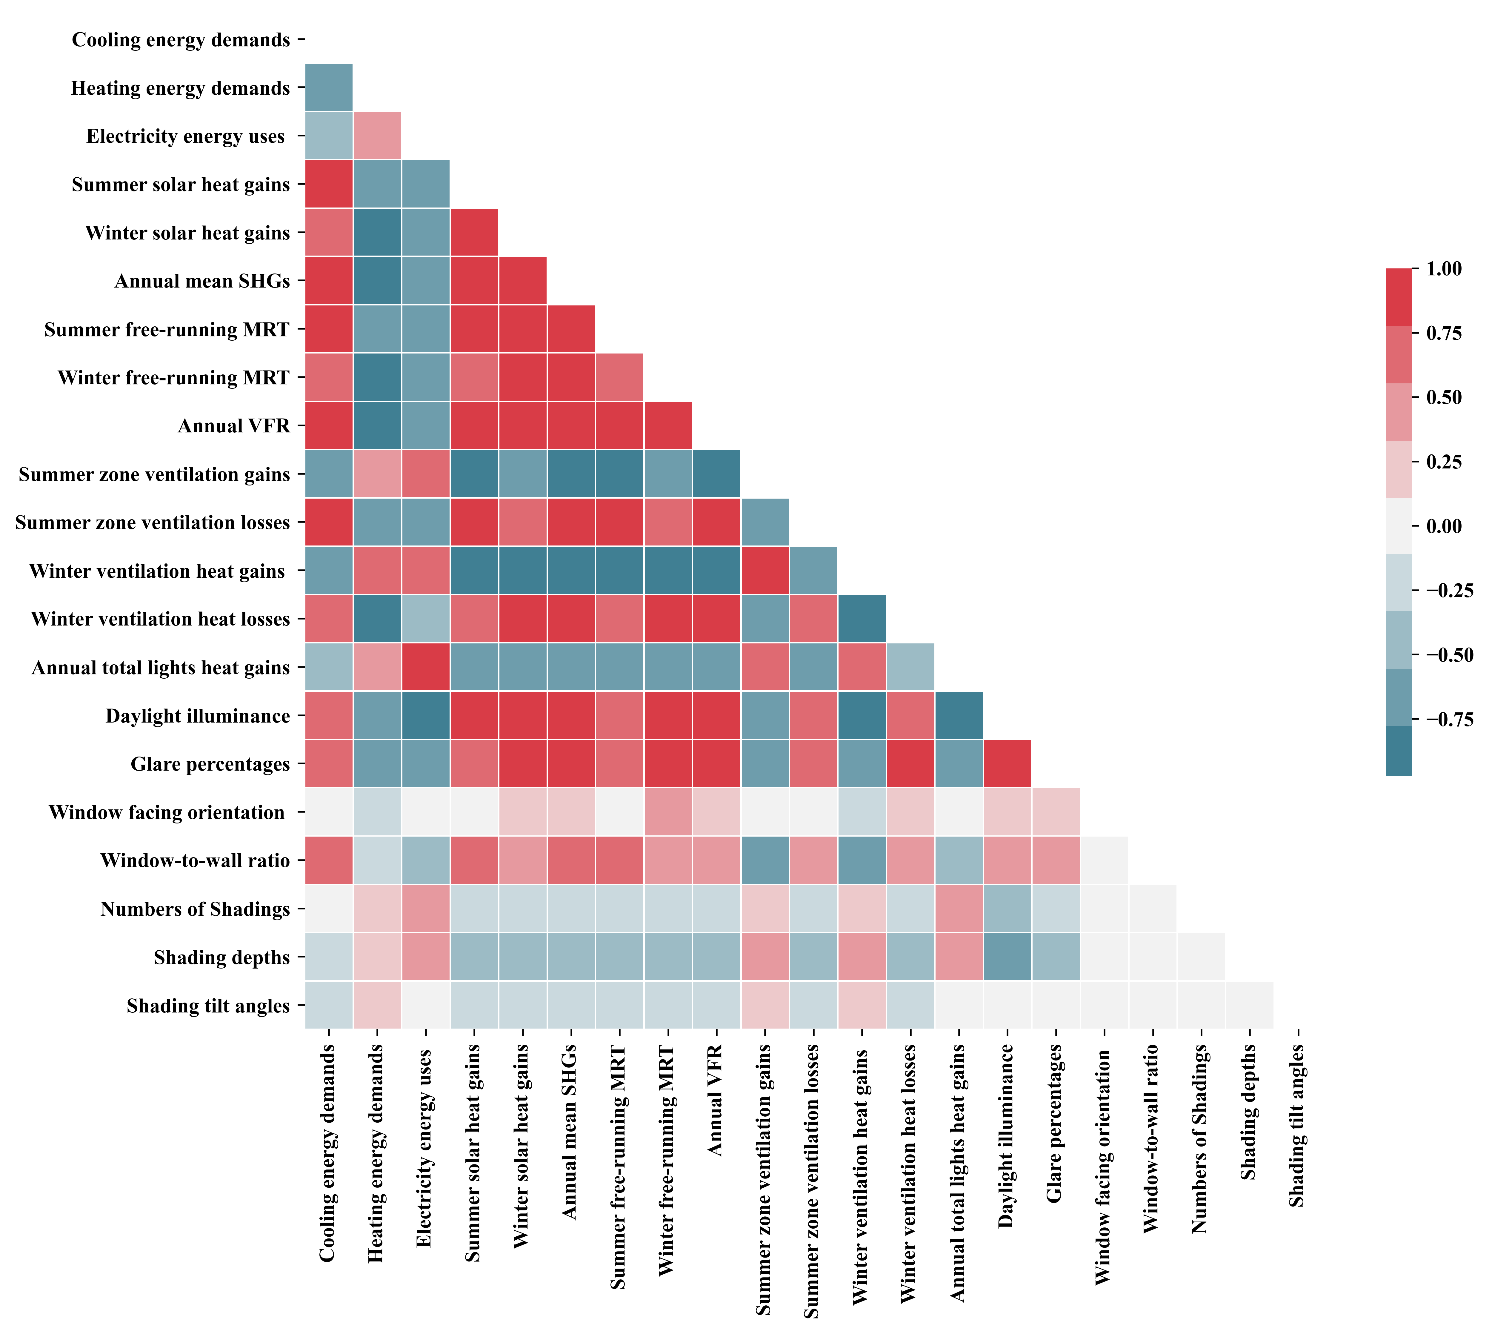 Cooling energy demands
Heating energy demands
Electricity energy uses
Summer solar heat gains
Winter solar heat gains
Annual mean SHGs
Summer free-running MRT
Winter free-running MRT
Annual VFR
Summer zone ventilation gains
Summer zone ventilation losses
Winter ventilation heat gains
Winter ventilation heat losses
Annual total lights heat gains
Daylight illuminance
Glare percentages
Window facing orientation
Window-to-wall ratio
Numbers of Shadings
Shading depths
Shading tilt angles
1.00
0.75
0.50
0.25
0.00
−0.25
−0.50
−0.75
Cooling energy demands
Heating energy demands
Electricity energy uses
Summer solar heat gains
Winter solar heat gains
Annual mean SHGs
Summer free-running MRT
Winter free-running MRT
Annual VFR
Summer zone ventilation gains
Summer zone ventilation losses
Winter ventilation heat gains
Winter ventilation heat losses
Annual total lights heat gains
Daylight illuminance
Glare percentages
Window facing orientation
Window-to-wall ratio
Numbers of Shadings
Shading depths
Shading tilt angles